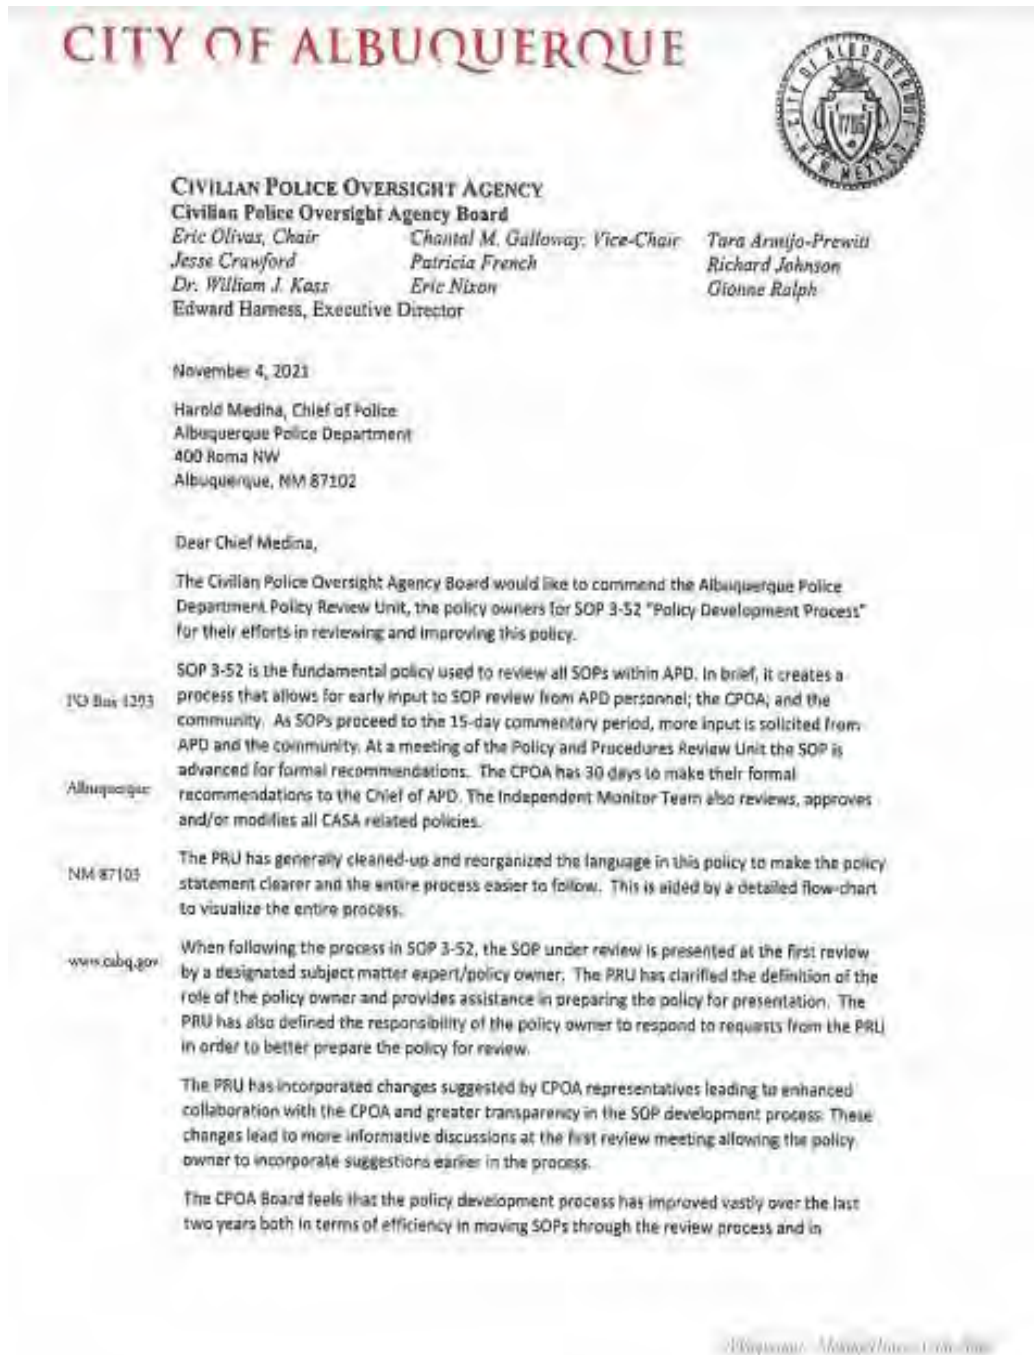 CITY OF ALBUQUERQUE
CITY OF ALBUQUERQUE
1706
NEW MEXICO
CIVILIAN POLICE OVERSIGHT AGENCY
Civilian Police Oversight Agency Board
Eric Olivas, Chair Chantal M. Galloway, Vice-Chair Tara Armijo-Prewitt
Jesse Crawford Patricia French Richard Johnson
Dr. William J. Kass Eric Nixon Gionne Ralph
Edward Harness, Executive Director
November 4, 2021
Harold Medina, Chief of Police
Albuquerque Police Department
400 Roma NW
Albuquerque, NM 87102
Dear Chief Medina,
The Civilian Police Oversight Agency Board would like to commend the Albuquerque Police
Department Policy Review Unit, the policy owners for SOP 3-52 "Policy Development Process"
for their efforts in reviewing and improving this policy.
SOP 3-52 is the fundamental policy used to review all SOPs within APD. In brief, it creates a
process that allows for early input to SOP review from APD personnel; the CPOA; and the
community. As SOPs proceed to the 15-day commentary period, more input is solicited from
APD and the community. At a meeting of the Policy and Procedures Review Unit the SOP is
advanced for formal recommendations. The CPOA has 30 days to make their formal
recommendations to the Chief of APD. The Independent Monitor Team also reviews, approves
and/or modifies all CASA related policies.
PO Box 1293
Albuquerque
NM 87103
www.cabq.gov
The PRU has generally cleaned-up and reorganized the language in this policy to make the policy
statement clearer and the entire process easier to follow. This is aided by a detailed flow-chart
to visualize the entire process.
When following the process in SOP 3-52, the SOP under review is presented at the first review
by a designated subject matter expert/policy owner. The PRU has clarified the definition of the
role of the policy owner and provides assistance in preparing the policy for presentation. The
PRU has also defined the responsibility of the policy owner to respond to requests from the PRU
in order to better prepare the policy for review.
The PRU has incorporated changes suggested by CPOA representatives leading to enhanced
collaboration with the CPOA and greater transparency in the SOP development process. These
changes lead to more informative discussions at the first review meeting allowing the policy
owner to incorporate suggestions earlier in the process.
The CPOA Board feels that the policy development process has improved vastly over the last
two years both in terms of efficiency in moving SOPs through the review process and in